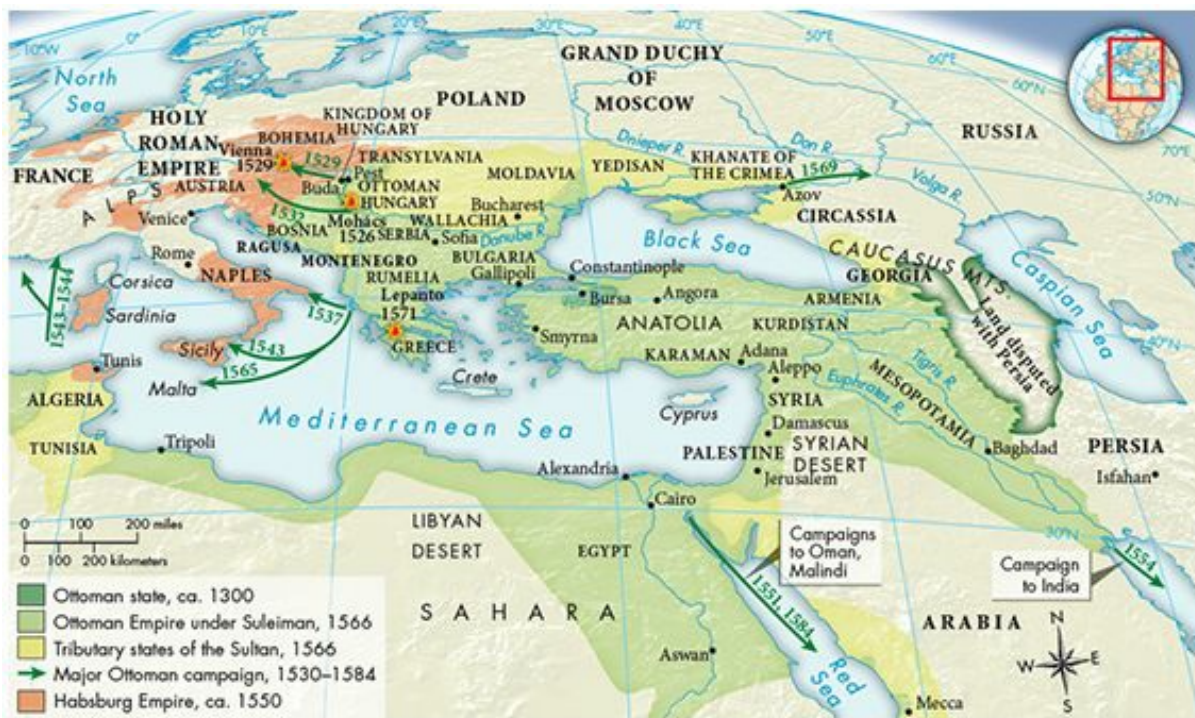 10°W
0°
10°E
20°E
30°E
40°E
50°E
60°E
60°N
70°E
50°N
40°N
30°N
North
Sea
HOLY
ROMAN
EMPIRE
FRANCE
ALPS
AUSTRIA
BOHEMIA
Vienna
1529
1529
KINGDOM OF
HUNGARY
POLAND
GRAND DUCHY
OF
MOSCOW
RUSSIA
TRANSYLVANIA
Pest
Buda
OTTOMAN
HUNGARY
MOLDAVIA
YEDISAN
Dnieper R.
Don R.
KHANATE OF
THE CRIMEA
1569
Azov
Volga R.
CIRCASSIA
Venice
1532
Mohács
1526
BOSNIA
SERBIA
WALLACHIA
Bucharest
Sofia
Danube R.
BULGARIA
RAGUSA
MONTENEGRO
RUMELIA
Gallipoli
Constantinople
Black Sea
CAUCASUS MTS.
GEORGIA
Caspian Sea
Land disputed
with Persia
Rome
NAPLES
Corsica
Sardinia
1543–1544
Lepanto
1571
GREECE
1537
1543
1565
Sicily
Malta
Tunis
Bursa
Angora
Smyrna
ANATOLIA
ARMENIA
KURDISTAN
KARAMAN
Adana
Aleppo
Tigris R.
Euphrates R.
MESOPOTAMIA
Crete
Cyprus
SYRIA
Damascus
SYRIAN
DESERT
PALESTINE
Jerusalem
Baghdad
PERSIA
Isfahan
ALGERIA
TUNISIA
Tripoli
Mediterranean Sea
Alexandria
Cairo
LIBYAN
DESERT
EGYPT
SAHARA
Aswan
Campaigns
to Oman,
Malindi
1551, 1584
Red
Sea
Mecca
ARABIA
Campaign
to India
1554
N
W
E
S
0 100 200 miles
0 100 200 kilometers
Ottoman state, ca. 1300
Ottoman Empire under Suleiman, 1566
Tributary states of the Sultan, 1566
Major Ottoman campaign, 1530–1584
Habsburg Empire, ca. 1550